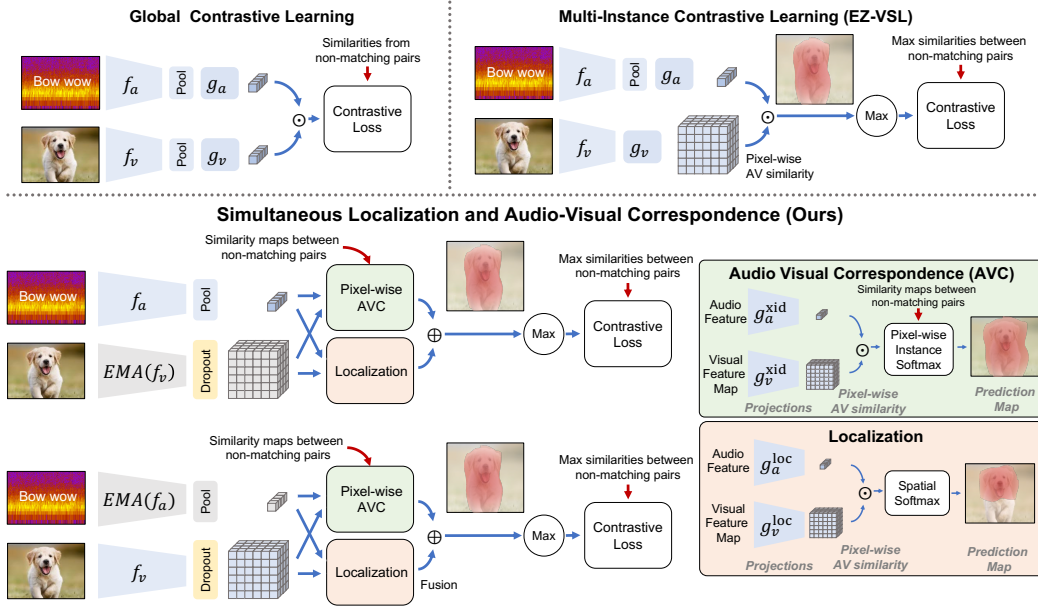 Global Contrastive Learning
Similarities from
non-matching pairs
Bow wow
f_a
Pool
g_a
f_v
Pool
g_v
⊙
Contrastive
Loss
Multi-Instance Contrastive Learning (EZ-VSL)
Max similarities between
non-matching pairs
Bow wow
f_a
Pool
g_a
f_v
g_v
⊙
Pixel-wise
AV similarity
Max
Contrastive
Loss
Simultaneous Localization and Audio-Visual Correspondence (Ours)
Similarity maps between
non-matching pairs
Bow wow
f_a
Pool
EMA(f_v)
Dropout
Pixel-wise
AVC
Localization
⊕
Max similarities between
non-matching pairs
Max
Contrastive
Loss
Similarity maps between
non-matching pairs
Bow wow
EMA(f_a)
Pool
f_v
Dropout
Pixel-wise
AVC
Localization
⊕
Fusion
Max similarities between
non-matching pairs
Max
Contrastive
Loss
Audio Visual Correspondence (AVC)
Similarity maps between
non-matching pairs
Audio
Feature
g_a^xid
Visual
Feature
Map
g_v^xid
⊙
Pixel-wise
Instance
Softmax
Projections
Pixel-wise
AV similarity
Prediction
Map
Localization
Audio
Feature
g_a^loc
Visual
Feature
Map
g_v^loc
⊙
Spatial
Softmax
Projections
Pixel-wise
AV similarity
Prediction
Map